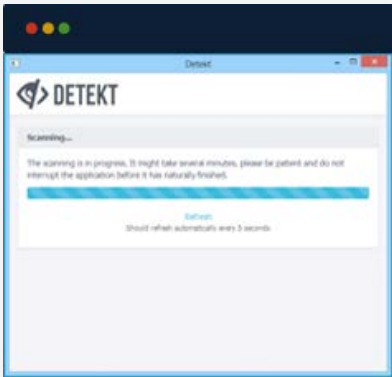 Detekt
DETEKT
Scanning...
The scanning is in progress. It might take several minutes, please be patient and do not
interrupt the application before it has naturally finished.
Refresh
Should refresh automatically every 5 seconds